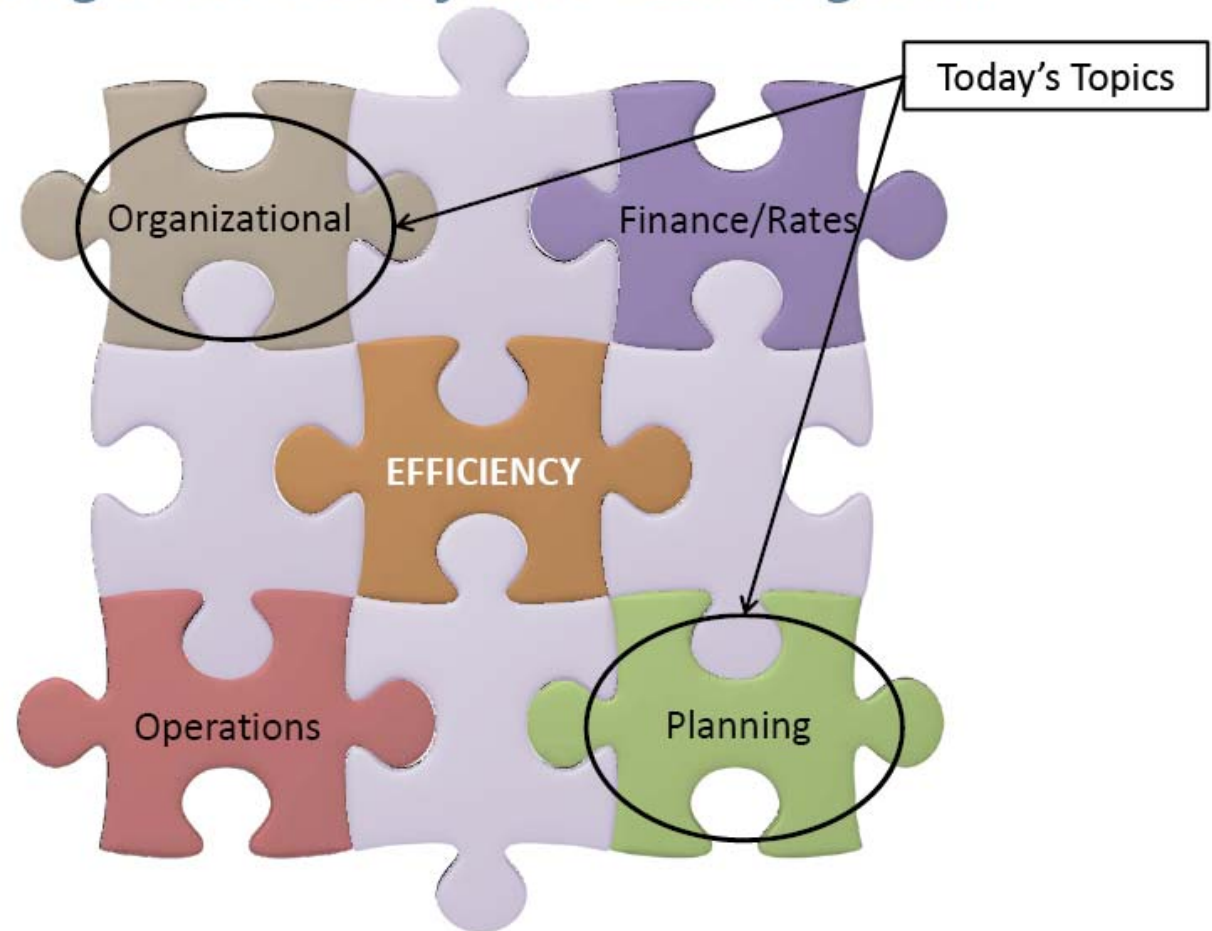 Today's Topics
Organizational
Finance/Rates
EFFICIENCY
Operations
Planning